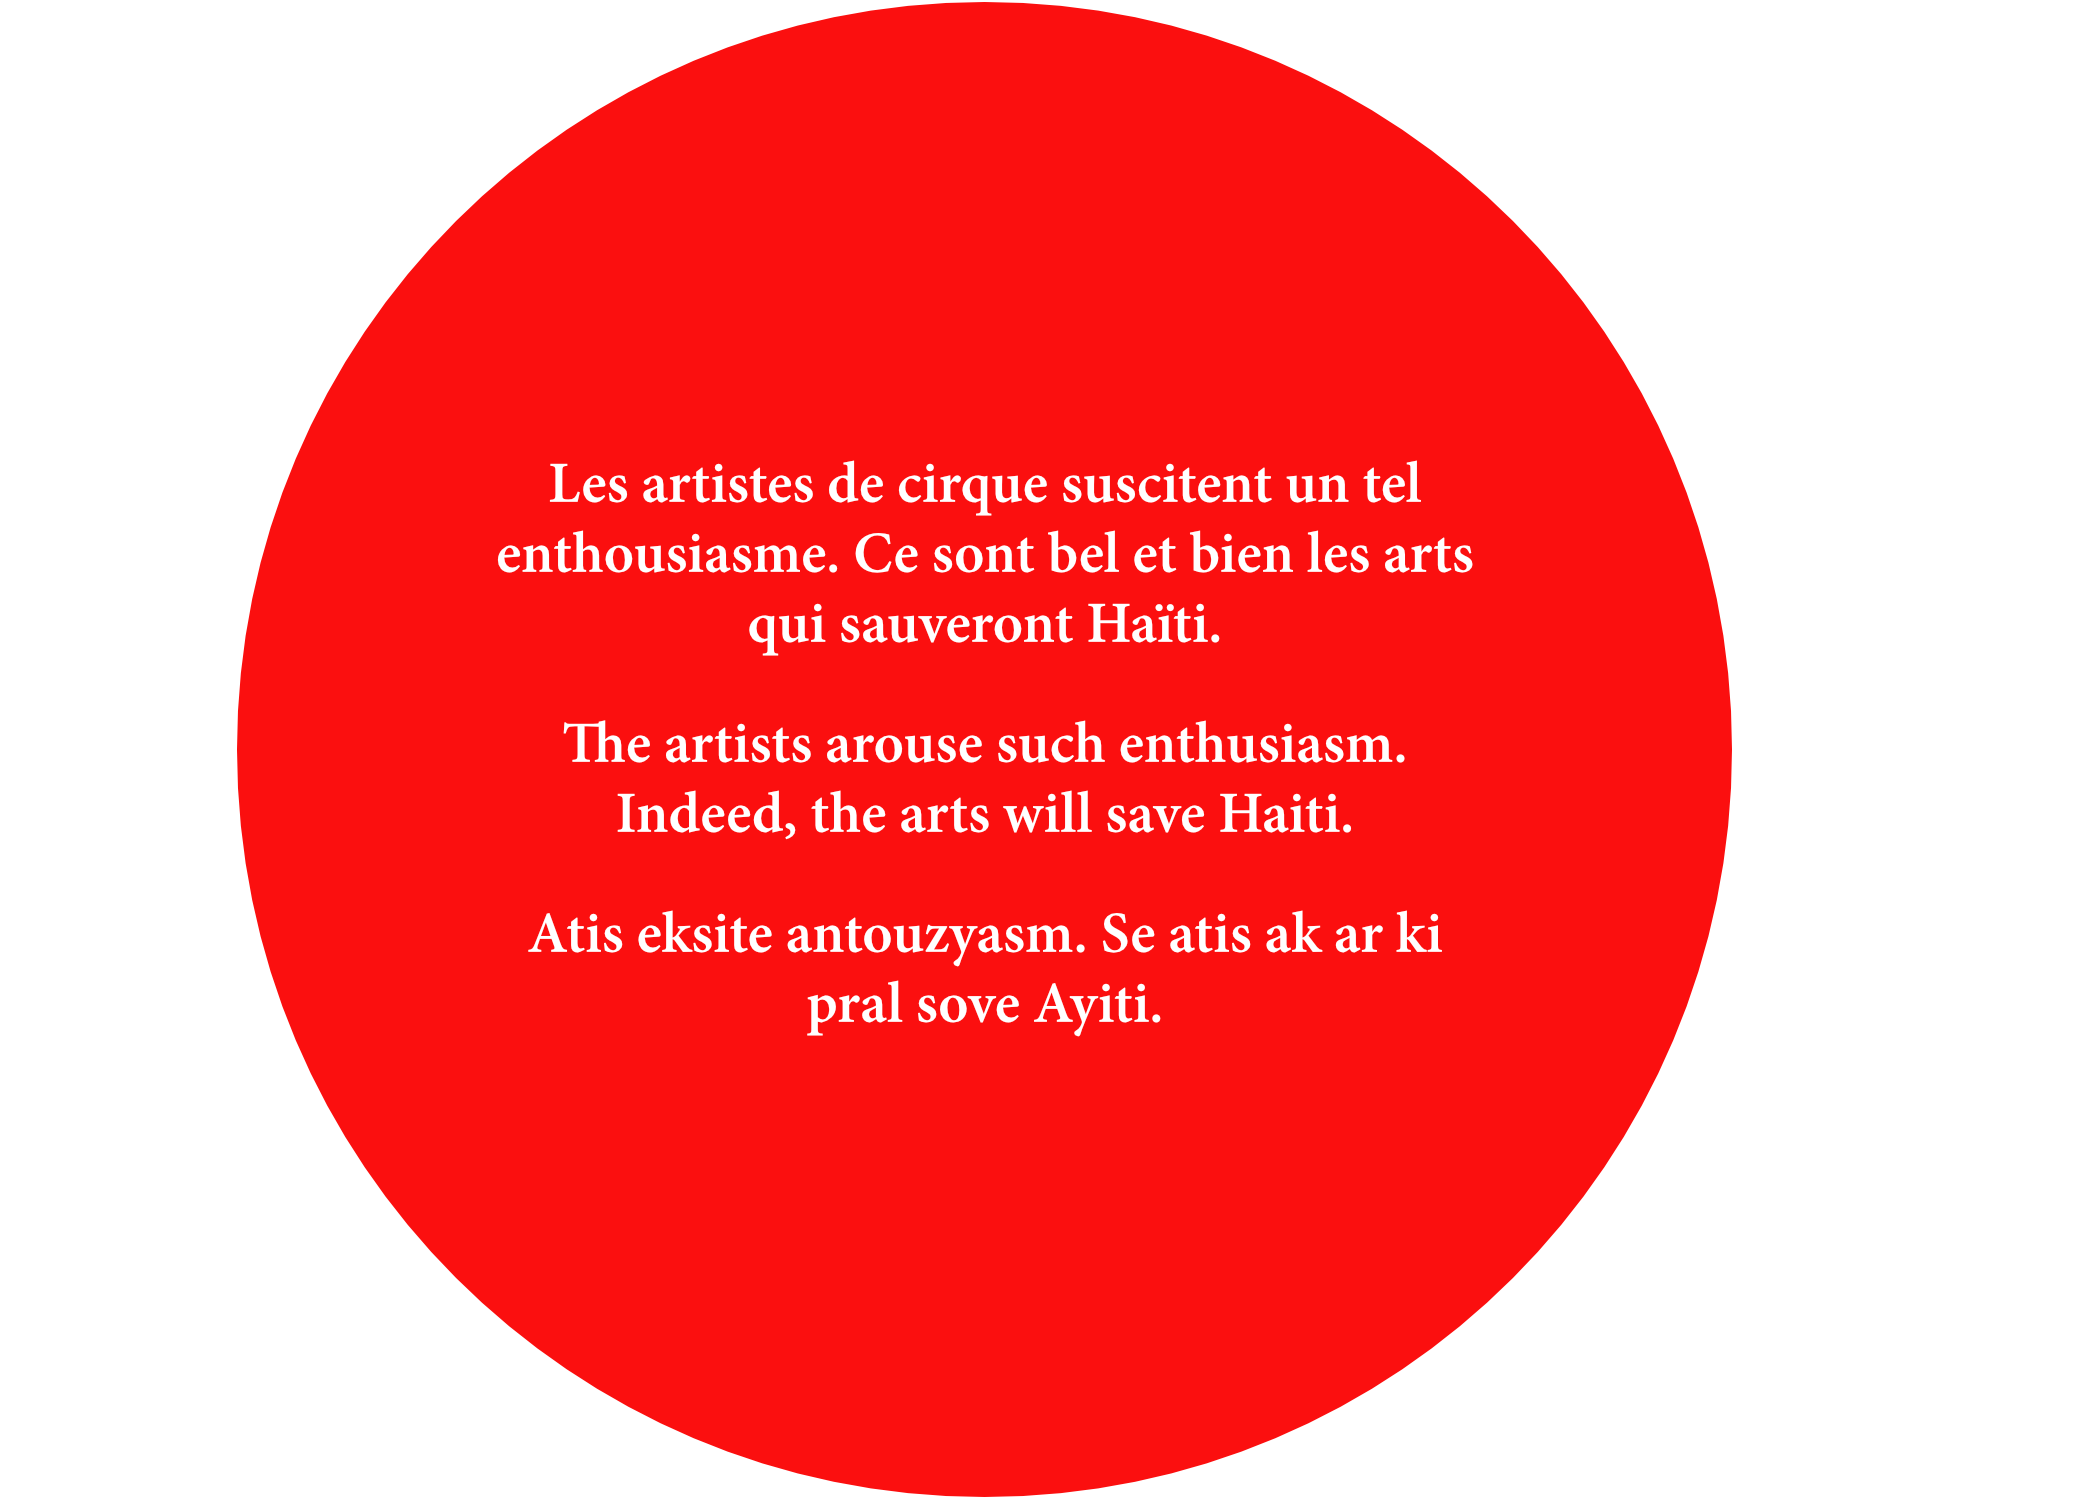 Les artistes de cirque suscitent un tel
enthousiasme. Ce sont bel et bien les arts
qui sauveront Haïti.
The artists arouse such enthusiasm.
Indeed, the arts will save Haiti.
Atis eksite antouzyasm. Se atis ak ar ki
pral sove Ayiti.